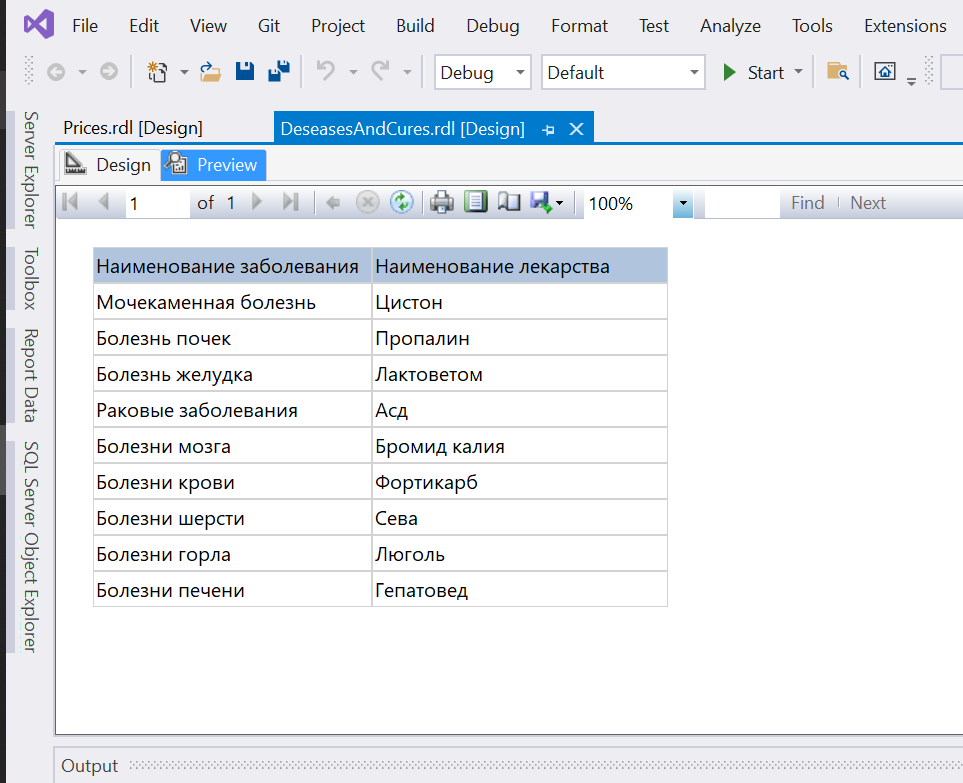 File Edit View Git Project Build Debug Format Test Analyze Tools Extensions
Debug Default Start
Prices.rdl [Design] DeseasesAndCures.rdl [Design]
Design Preview
1 of 1 100% Find Next
Server Explorer
Toolbox
Report Data
SQL Server Object Explorer
Наименование заболевания Наименование лекарства
Мочекаменная болезнь Цистон
Болезнь почек Пропалин
Болезнь желудка Лактоветом
Раковые заболевания Асд
Болезни мозга Бромид калия
Болезни крови Фортикарб
Болезни шерсти Сева
Болезни горла Люголь
Болезни печени Гепатовед
Output